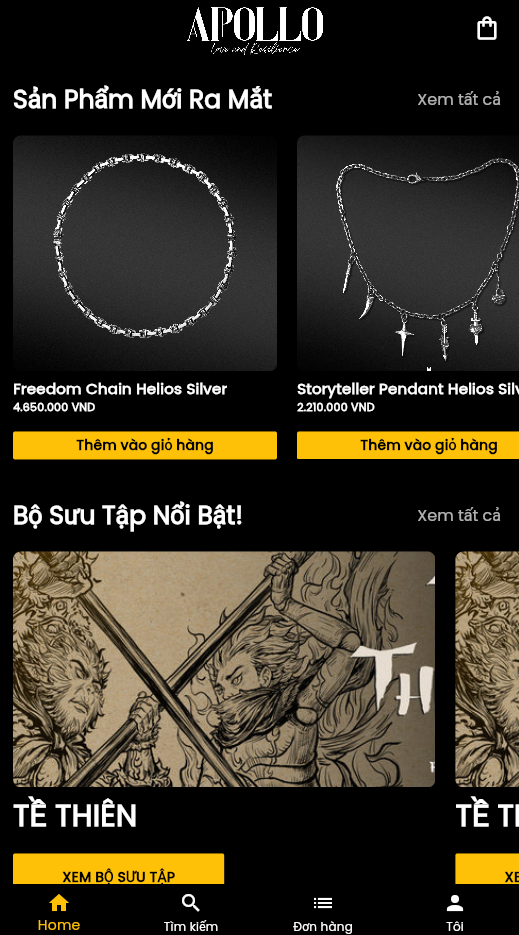 APOLLO
Love and Resilience
Sản Phẩm Mới Ra Mắt
Xem tất cả
Freedom Chain Helios Silver
4.650.000 VND
Thêm vào giỏ hàng
Storyteller Pendant Helios Silv
2.210.000 VND
Thêm vào giỏ hàng
Bộ Sưu Tập Nổi Bật!
Xem tất cả
TH
TỀ THIÊN
XEM BỘ SƯU TẬP
TỀ T
XE
Home
Tìm kiếm
Đơn hàng
Tôi